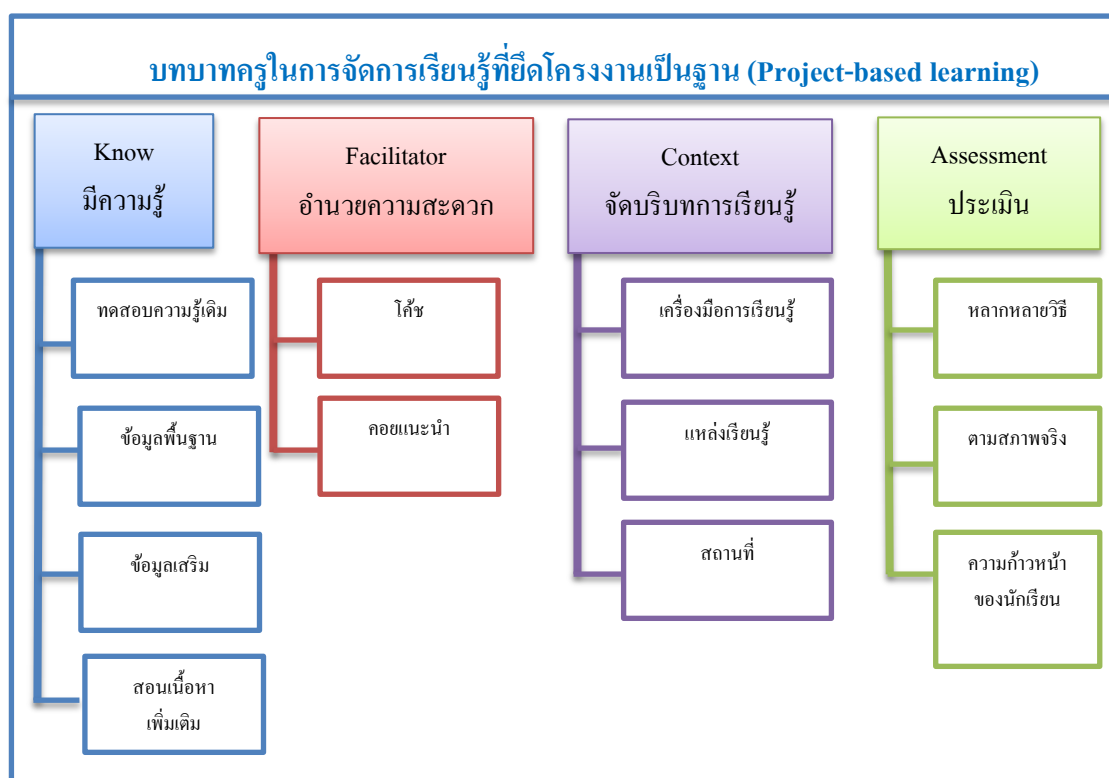 บทบาทครูในการจัดการเรียนรู้ที่ยึดโครงงานเป็นฐาน (Project-based learning)
Know
มีความรู้
ทดสอบความรู้เดิม
ข้อมูลพื้นฐาน
ข้อมูลเสริม
สอนเนื้อหา
เพิ่มเติม
Facilitator
อำนวยความสะดวก
โค้ช
คอยแนะนำ
Context
จัดบริบทการเรียนรู้
เครื่องมือการเรียนรู้
แหล่งเรียนรู้
สถานที่
Assessment
ประเมิน
หลากหลายวิธี
ตามสภาพจริง
ความก้าวหน้า
ของนักเรียน